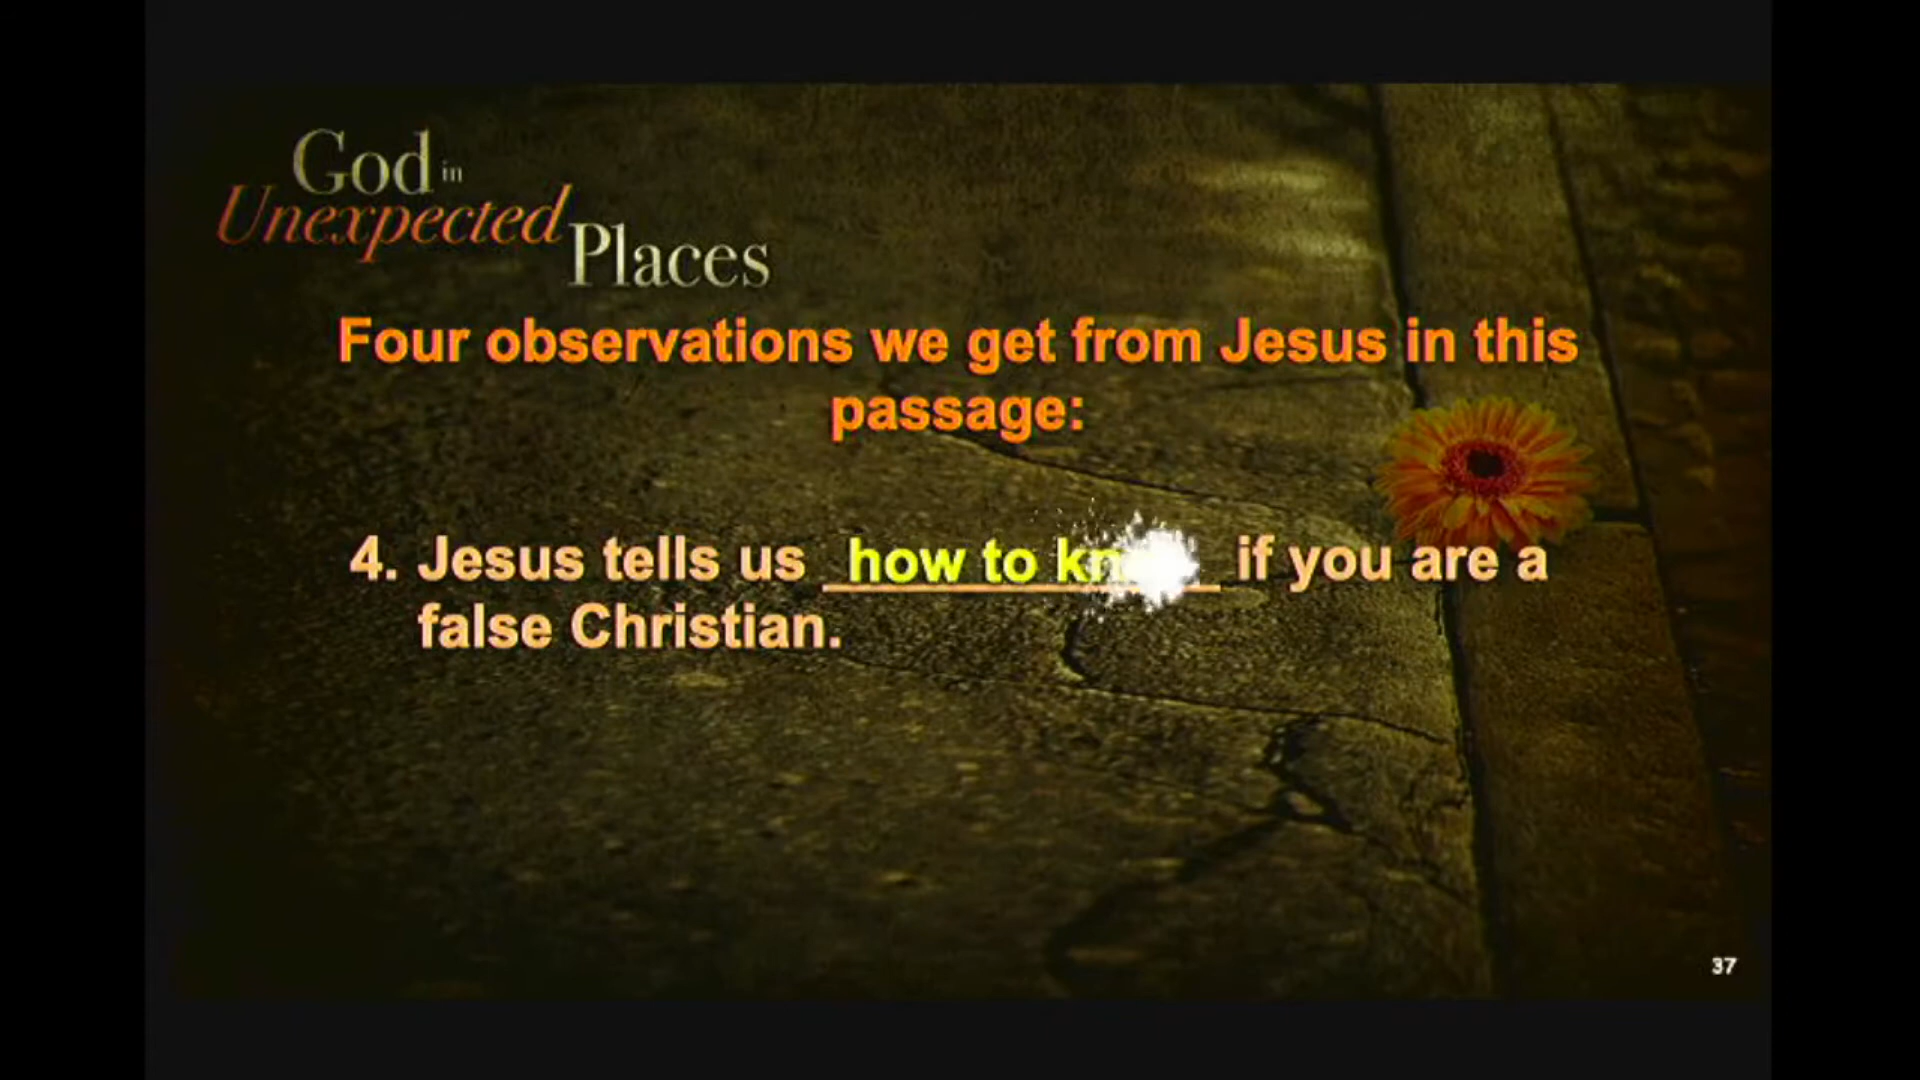 God in
Unexpected
Places
Four observations we get from Jesus in this
passage:
4. Jesus tells us how to if you are a
false Christian.
37